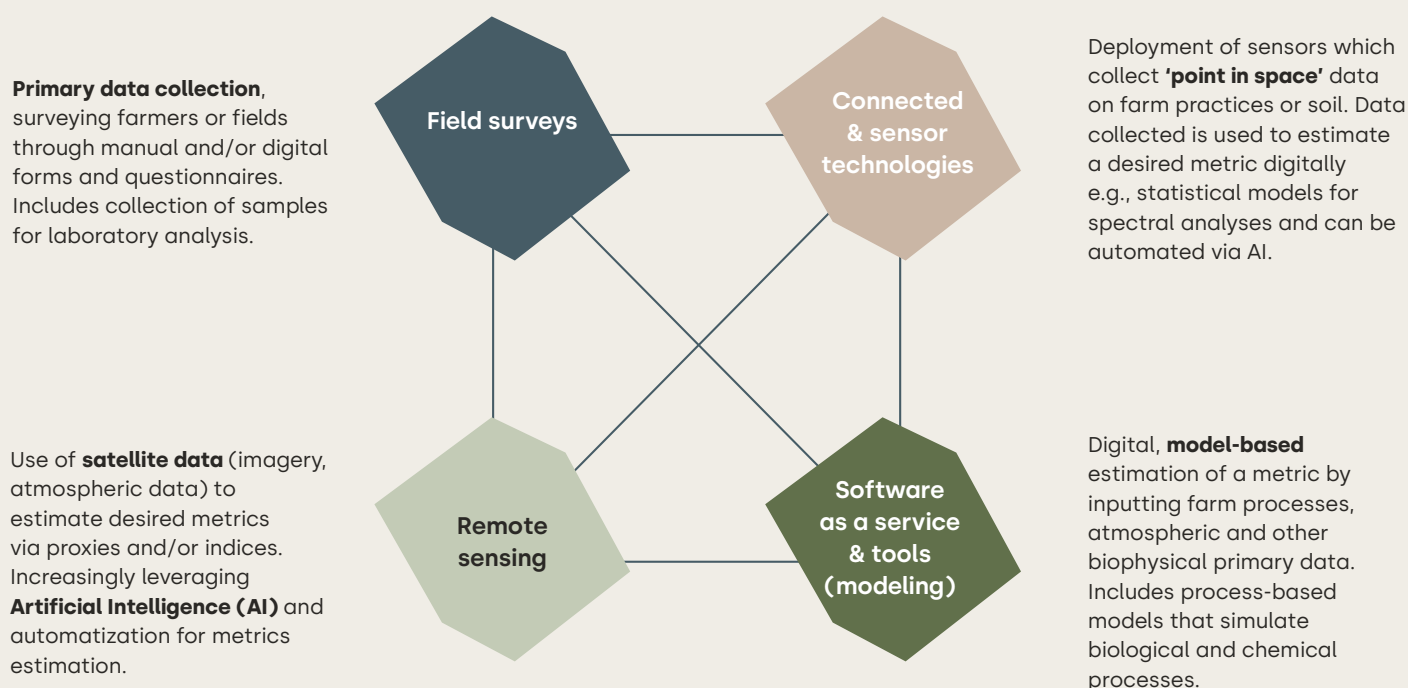 Primary data collection,
surveying farmers or fields
through manual and/or digital
forms and questionnaires.
Includes collection of samples
for laboratory analysis.
Field surveys
Connected
& sensor
technologies
Deployment of sensors which
collect ‘point in space’ data
on farm practices or soil. Data
collected is used to estimate
a desired metric digitally
e.g., statistical models for
spectral analyses and can be
automated via AI.
Use of satellite data (imagery,
atmospheric data) to
estimate desired metrics
via proxies and/or indices.
Increasingly leveraging
Artificial Intelligence (AI) and
automatization for metrics
estimation.
Remote
sensing
Software
as a service
& tools
(modeling)
Digital, model-based
estimation of a metric by
inputting farm processes,
atmospheric and other
biophysical primary data.
Includes process-based
models that simulate
biological and chemical
processes.